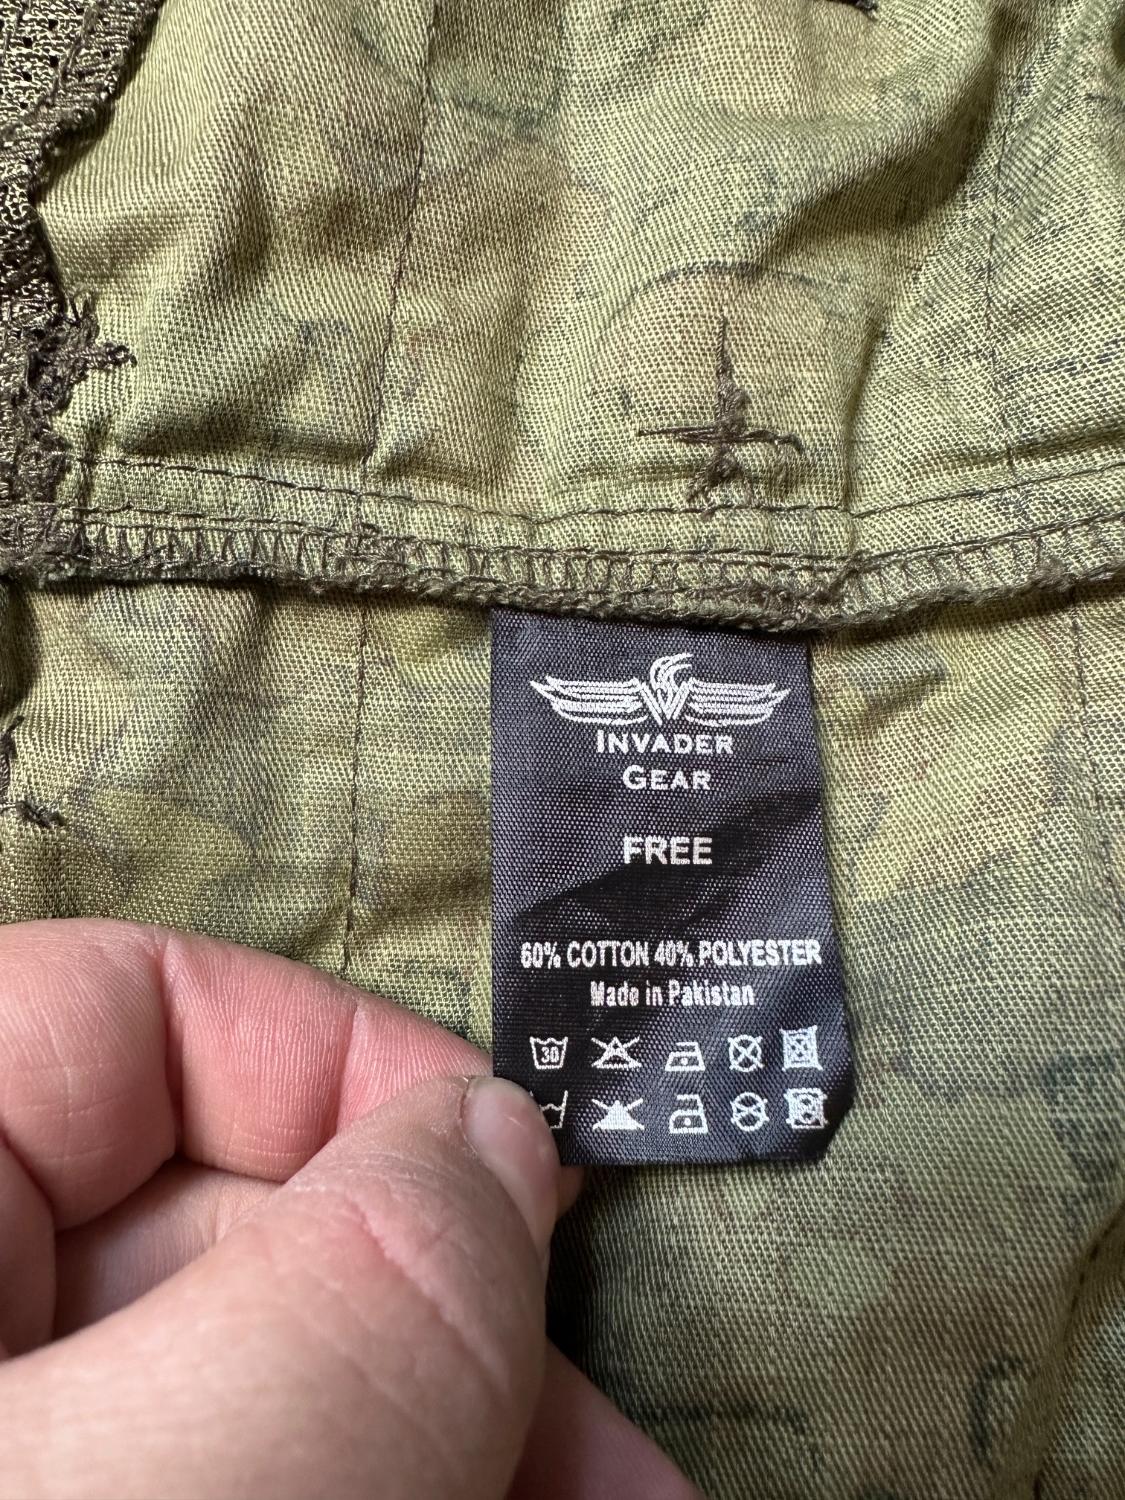 INVADER
GEAR
FREE
60% COTTON 40% POLYESTER
Made in Pakistan
30